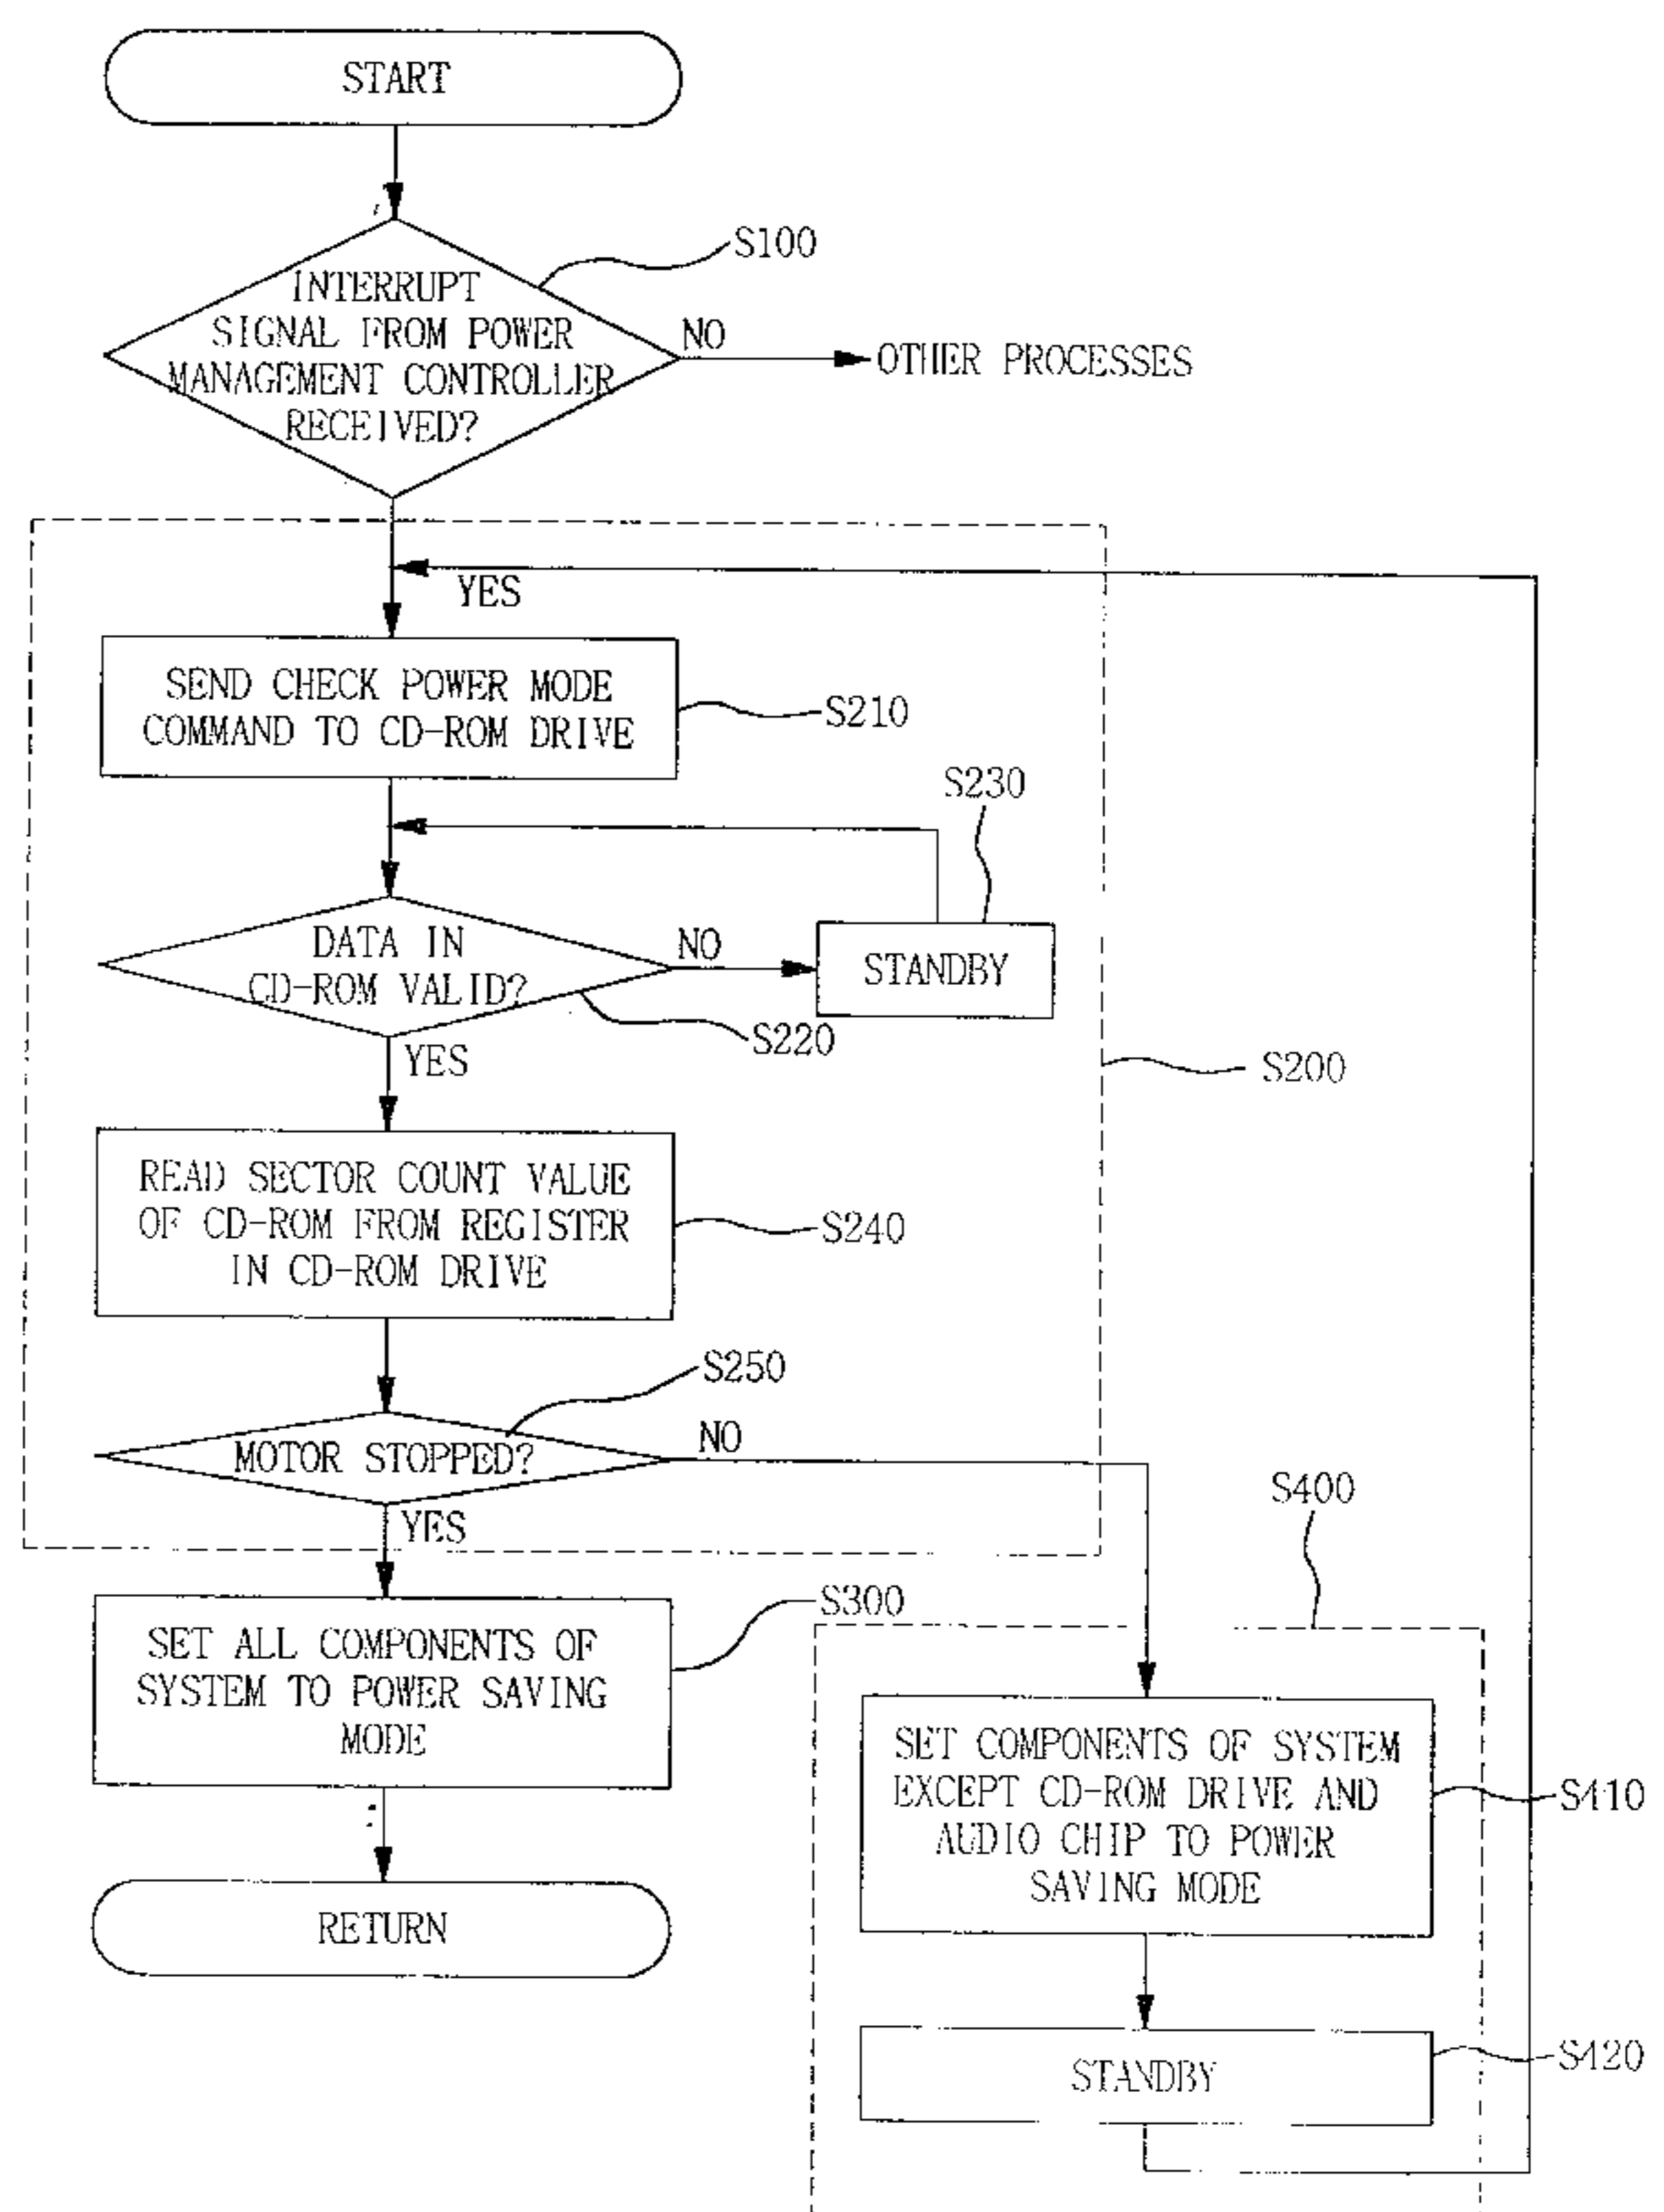 START
S100
INTERRUPT
SIGNAL FROM POWER
MANAGEMENT CONTROLLER
RECEIVED?
NO
OTHER PROCESSES
YES
SEND CHECK POWER MODE
COMMAND TO CD-ROM DRIVE
S210
S230
DATA IN
CD-ROM VALID?
NO
STANDBY
S220
YES
S200
READ SECTOR COUNT VALUE
OF CD-ROM FROM REGISTER
IN CD-ROM DRIVE
S240
S250
MOTOR STOPPED?
NO
YES
S400
S300
SET ALL COMPONENTS OF
SYSTEM TO POWER SAVING
MODE
SET COMPONENTS OF SYSTEM
EXCEPT CD-ROM DRIVE AND
AUDIO CHIP TO POWER
SAVING MODE
S410
RETURN
STANDBY
S420